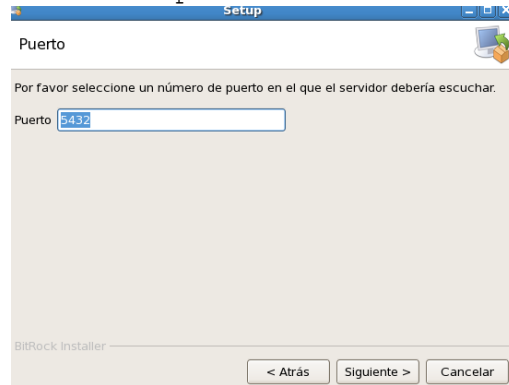 Setup
Puerto
Por favor seleccione un número de puerto en el que el servidor debería escuchar.
Puerto 5432
BitRock Installer
< Atrás Siguiente > Cancelar